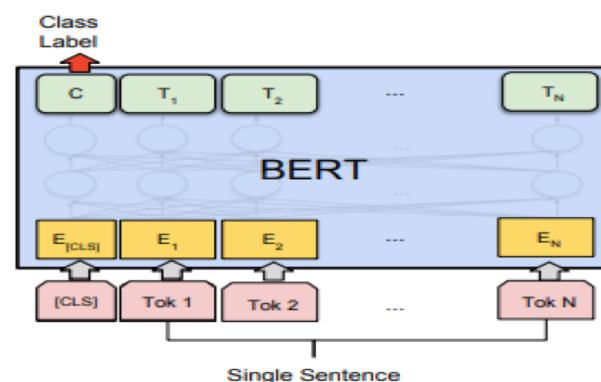 Class
Label
C T1 T2 --- TN
...
BERT
...
E[CLS] E1 E2 --- EN
[CLS] Tok 1 Tok 2 ... Tok N
Single Sentence